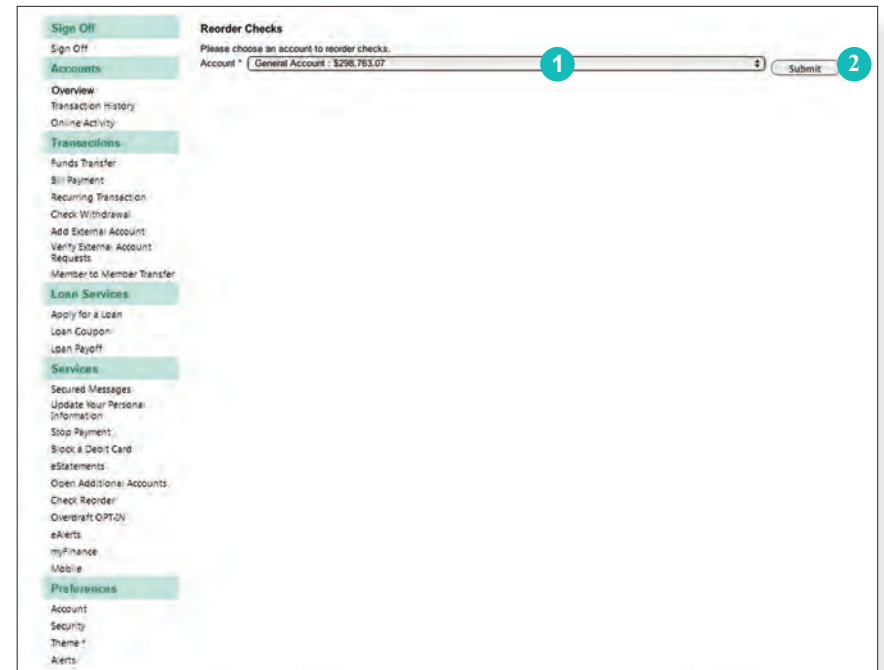 Sign Off
Sign Off
Accounts
Overview
Transaction History
Online Activity
Transactions
Funds Transfer
Bill Payment
Recurring Transaction
Check Withdrawal
Add External Account
Verify External Account
Requests
Member to Member Transfer
Loan Services
Apply for a Loan
Loan Coupon
Loan Payoff
Services
Secured Messages
Update Your Personal
Information
Stop Payment
Block a Debit Card
eStatements
Open Additional Accounts
Check Reorder
Overdraft OPT-IN
eAlerts
myFinance
Mobile
Preferences
Account
Security
Theme *
Alerts
Reorder Checks
Please choose an account to reorder checks.
Account * General Account : $298,763.07 1 Submit 2